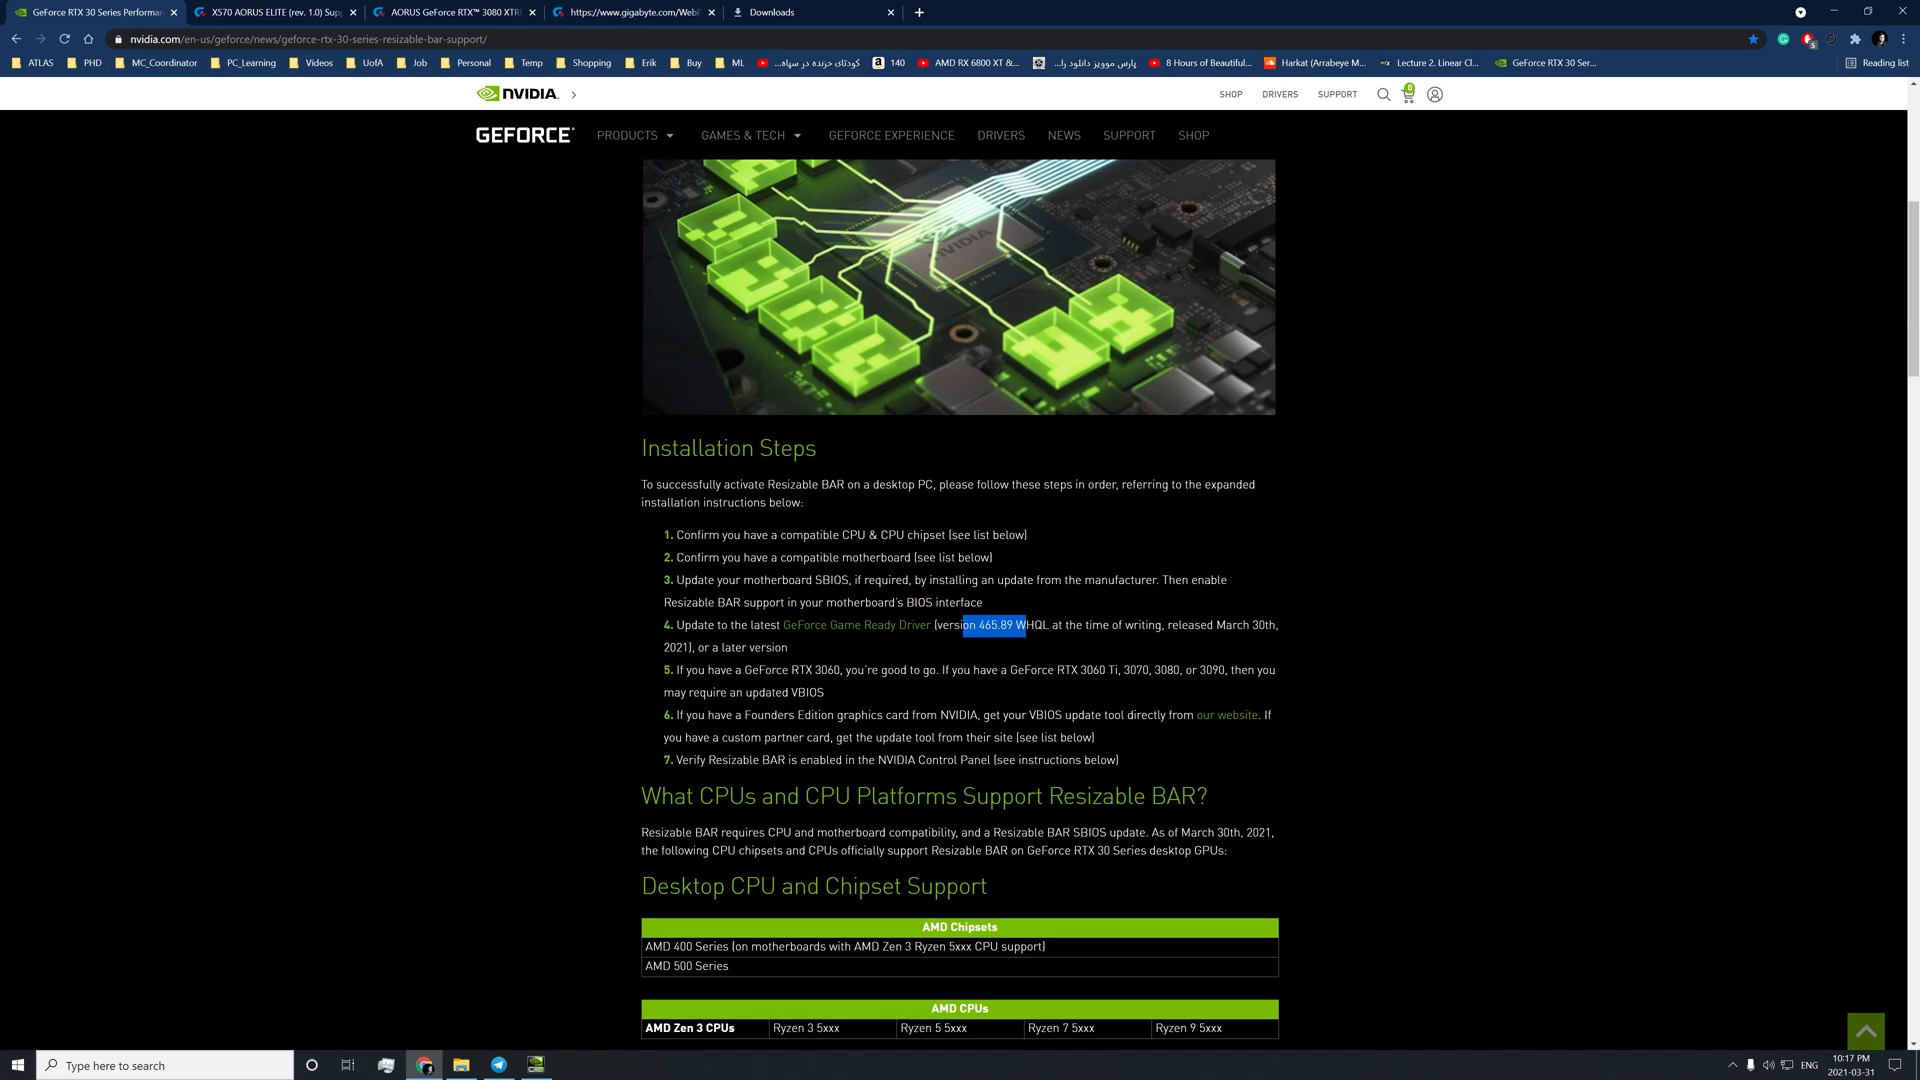 GeForce RTX 30 Series Performan
X570 AORUS ELITE (rev. 1.0) Sup
AORUS GeForce RTX™ 3080 XTR
https://www.gigabyte.com/WebP
Downloads
nvidia.com/en-us/geforce/news/geforce-rtx-30-series-resizable-bar-support/
5
ATLAS
PHD
MC_Coordinator
PC_Learning
Videos
UofA
Job
Personal
Temp
Shopping
Erik
Buy
ML
کودتای خزنده در سپاه...
140
AMD RX 6800 XT &...
پارس موویز دانلود را...
8 Hours of Beautiful...
Harkat (Arrabeye M...
Lecture 2. Linear Cl...
GeForce RTX 30 Ser...
Reading list
NVIDIA.
SHOP
DRIVERS
SUPPORT
0
GEFORCE
PRODUCTS
GAMES & TECH
GEFORCE EXPERIENCE
DRIVERS
NEWS
SUPPORT
SHOP
NVIDIA
Installation Steps
To successfully activate Resizable BAR on a desktop PC, please follow these steps in order, referring to the expanded
installation instructions below:
1. Confirm you have a compatible CPU & CPU chipset (see list below)
2. Confirm you have a compatible motherboard (see list below)
3. Update your motherboard SBIOS, if required, by installing an update from the manufacturer. Then enable
Resizable BAR support in your motherboard's BIOS interface
4. Update to the latest GeForce Game Ready Driver (version 465.89 WHQL at the time of writing, released March 30th,
2021), or a later version
5. If you have a GeForce RTX 3060, you're good to go. If you have a GeForce RTX 3060 Ti, 3070, 3080, or 3090, then you
may require an updated VBIOS
6. If you have a Founders Edition graphics card from NVIDIA, get your VBIOS update tool directly from our website. If
you have a custom partner card, get the update tool from their site (see list below)
7. Verify Resizable BAR is enabled in the NVIDIA Control Panel (see instructions below)
What CPUs and CPU Platforms Support Resizable BAR?
Resizable BAR requires CPU and motherboard compatibility, and a Resizable BAR SBIOS update. As of March 30th, 2021,
the following CPU chipsets and CPUs officially support Resizable BAR on GeForce RTX 30 Series desktop GPUs:
Desktop CPU and Chipset Support
AMD Chipsets
AMD 400 Series (on motherboards with AMD Zen 3 Ryzen 5xxx CPU support)
AMD 500 Series
AMD CPUs
AMD Zen 3 CPUs
Ryzen 3 5xxx
Ryzen 5 5xxx
Ryzen 7 5xxx
Ryzen 9 5xxx
Type here to search
ENG
10:17 PM
2021-03-31